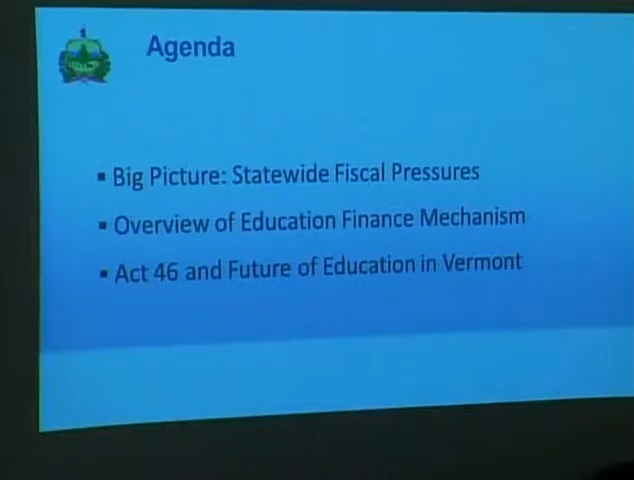 Agenda
▪ Big Picture: Statewide Fiscal Pressures
▪ Overview of Education Finance Mechanism
▪ Act 46 and Future of Education in Vermont